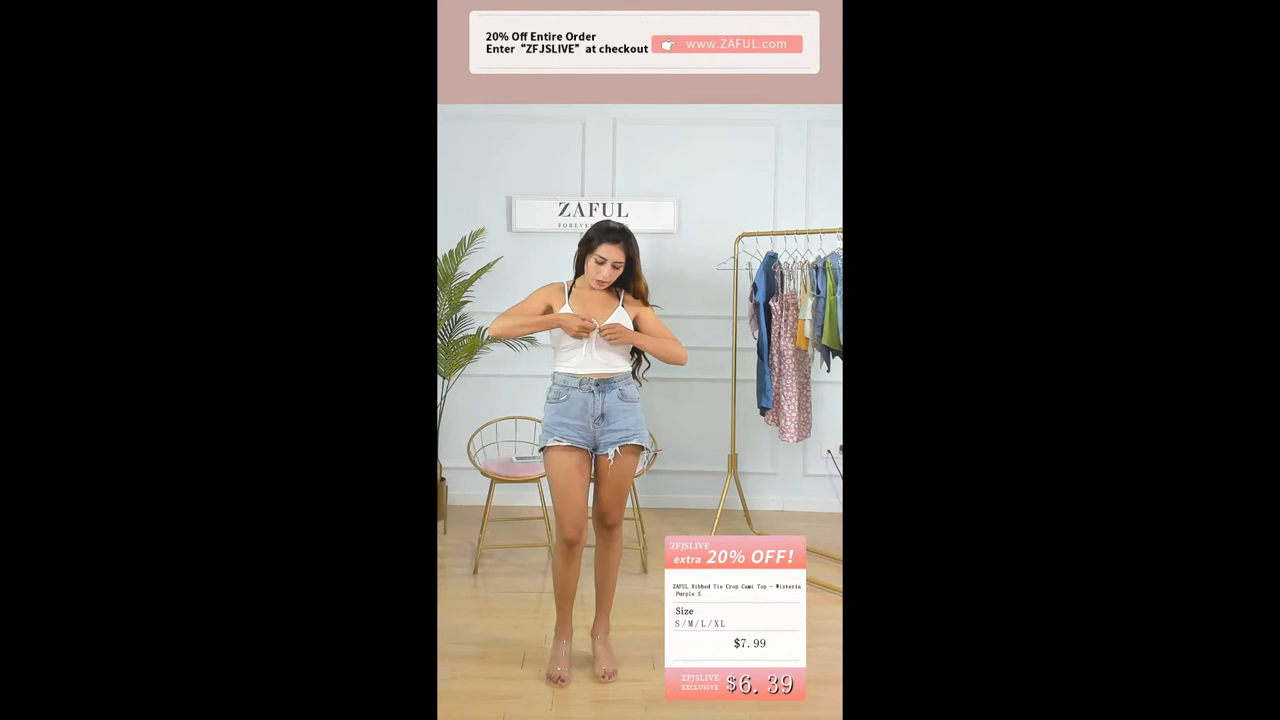 20% Off Entire Order
Enter“ZFJSLIVE”at checkout
www.ZAFUL.com
ZAFUL
FOREVER
ZFJSLIVE
extra 20% OFF!
ZAFUL Ribbed Tie Crop Cami Top - Wisteria
Purple S
Size
S/M/L/XL
$7.99
ZFJSLIVE
EXCLUSIVE
$6.39